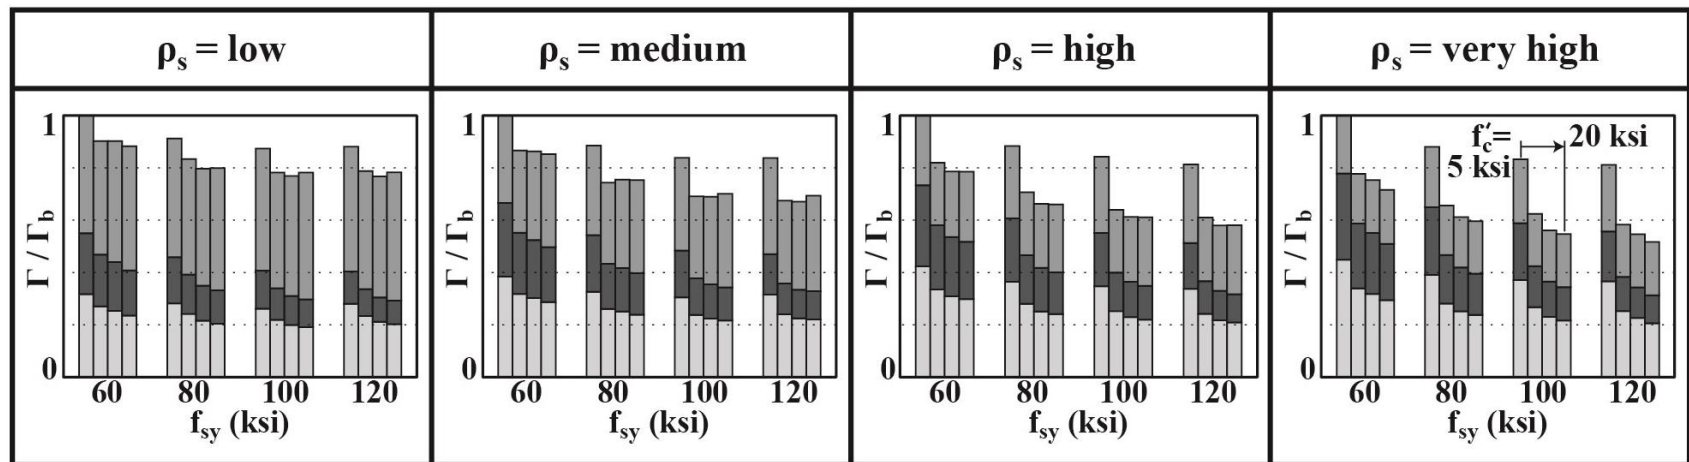 ρs = low
ρs = medium
ρs = high
ρs = very high
1
Γ / Γb
0
60 80 100 120
fsy (ksi)
1
Γ / Γb
0
60 80 100 120
fsy (ksi)
1
Γ / Γb
0
60 80 100 120
fsy (ksi)
1
f′c= 20 ksi
5 ksi
Γ / Γb
0
60 80 100 120
fsy (ksi)